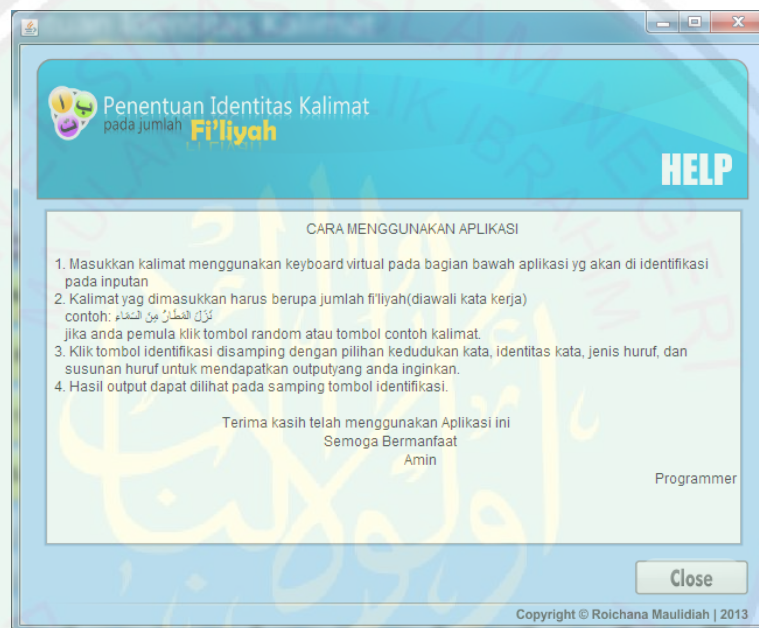 Penentuan Identitas Kalimat
pada jumlah Fi'liyah
HELP
CARA MENGGUNAKAN APLIKASI
1. Masukkan kalimat menggunakan keyboard virtual pada bagian bawah aplikasi yg akan di identifikasi
pada inputan
2. Kalimat yag dimasukkan harus berupa jumlah fi'liyah(diawali kata kerja)
contoh: نَزَلَ المَطَارُ مِنَ السَمَاءِ
jika anda pemula klik tombol random atau tombol contoh kalimat.
3. Klik tombol identifikasi disamping dengan pilihan kedudukan kata, identitas kata, jenis huruf, dan
susunan huruf untuk mendapatkan outputyang anda inginkan.
4. Hasil output dapat dilihat pada samping tombol identifikasi.
Terima kasih telah menggunakan Aplikasi ini
Semoga Bermanfaat
Amin
Programmer
Close
Copyright © Roichana Maulidiah | 2013